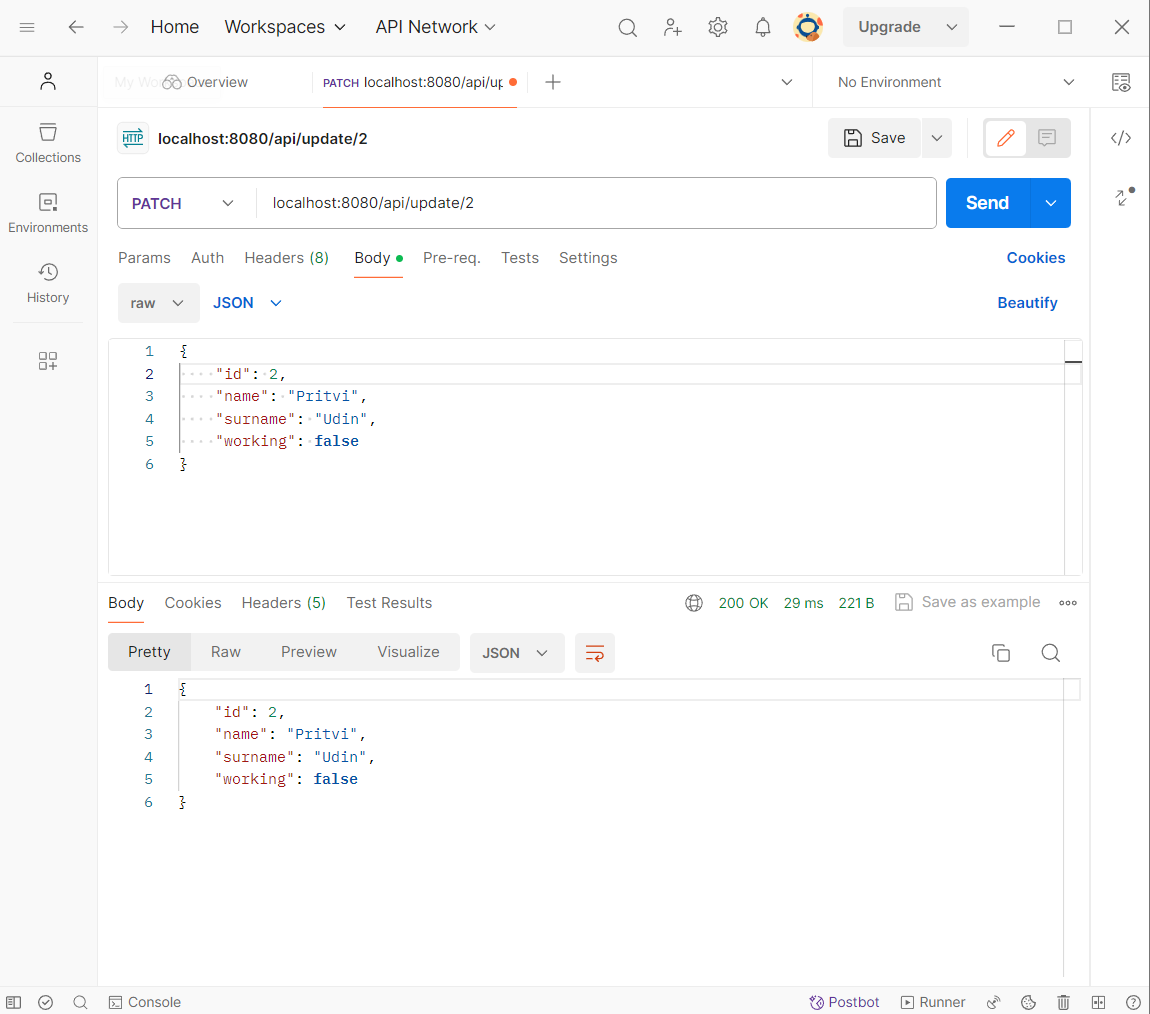 Home Workspaces API Network Upgrade
My Wo Overview PATCH localhost:8080/api/up No Environment
HTTP localhost:8080/api/update/2 Save
Collections
Environments
History
PATCH localhost:8080/api/update/2 Send
Params Auth Headers (8) Body Pre-req. Tests Settings Cookies
raw JSON Beautify
1 {
2 "id": 2,
3 "name": "Pritvi",
4 "surname": "Udin",
5 "working": false
6 }
Body Cookies Headers (5) Test Results 200 OK 29 ms 221 B Save as example
Pretty Raw Preview Visualize JSON
1 {
2 "id": 2,
3 "name": "Pritvi",
4 "surname": "Udin",
5 "working": false
6 }
Console Postbot Runner